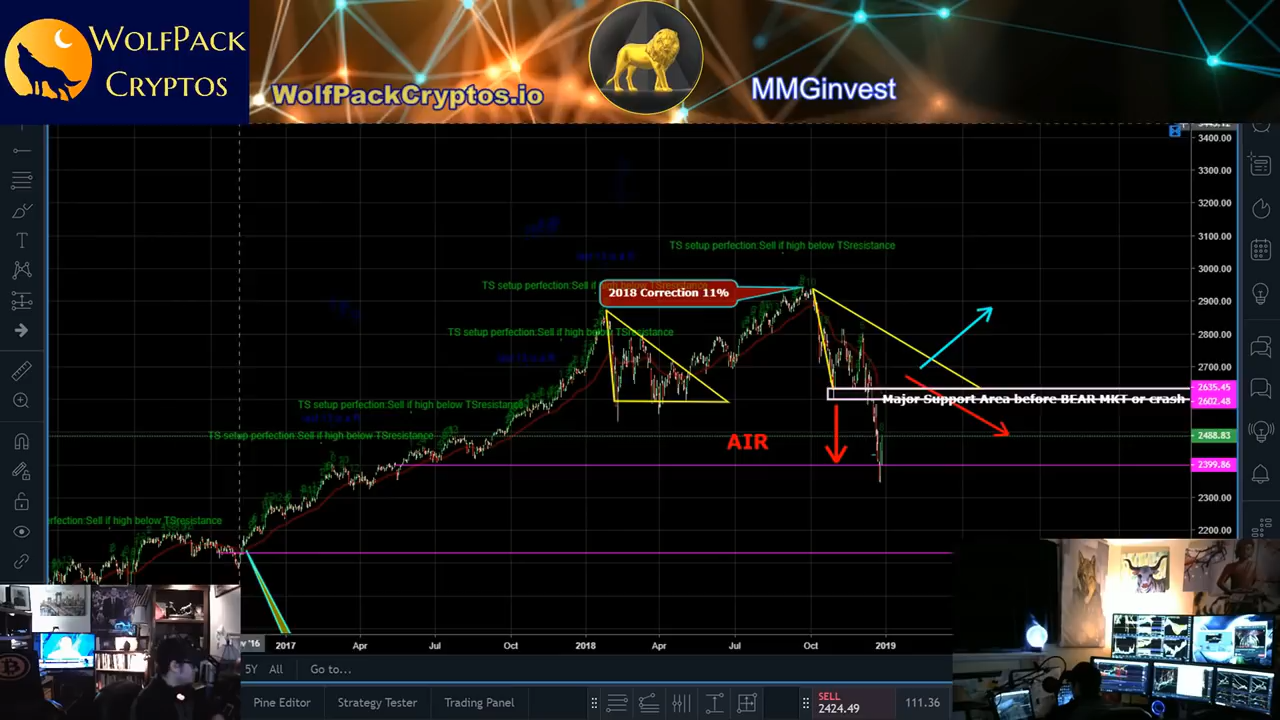 WOLFPACK
CRYPTOS
WolfPackCryptos.io
MMGinvest
3400.00
3300.00
3200.00
3100.00
3000.00
2900.00
2800.00
2700.00
2635.45
2602.48
2488.83
2399.86
2300.00
2200.00
TS setup perfection:Sell if high below TSresistance
TS setup perfection:Sell if high below TSresistance
2018 Correction 11%
TS setup perfection:Sell if high below TSresistance
Major Support Area before BEAR MKT or crash
TS setup perfection:Sell if high below TSresistance
TS setup perfection:Sell if high below TSresistance
AIR
erfection:Sell if high below TSresistance
'16
2017
Apr
Jul
Oct
2018
Apr
Jul
Oct
2019
5Y
All
Go to...
Pine Editor
Strategy Tester
Trading Panel
SELL
2424.49
111.36